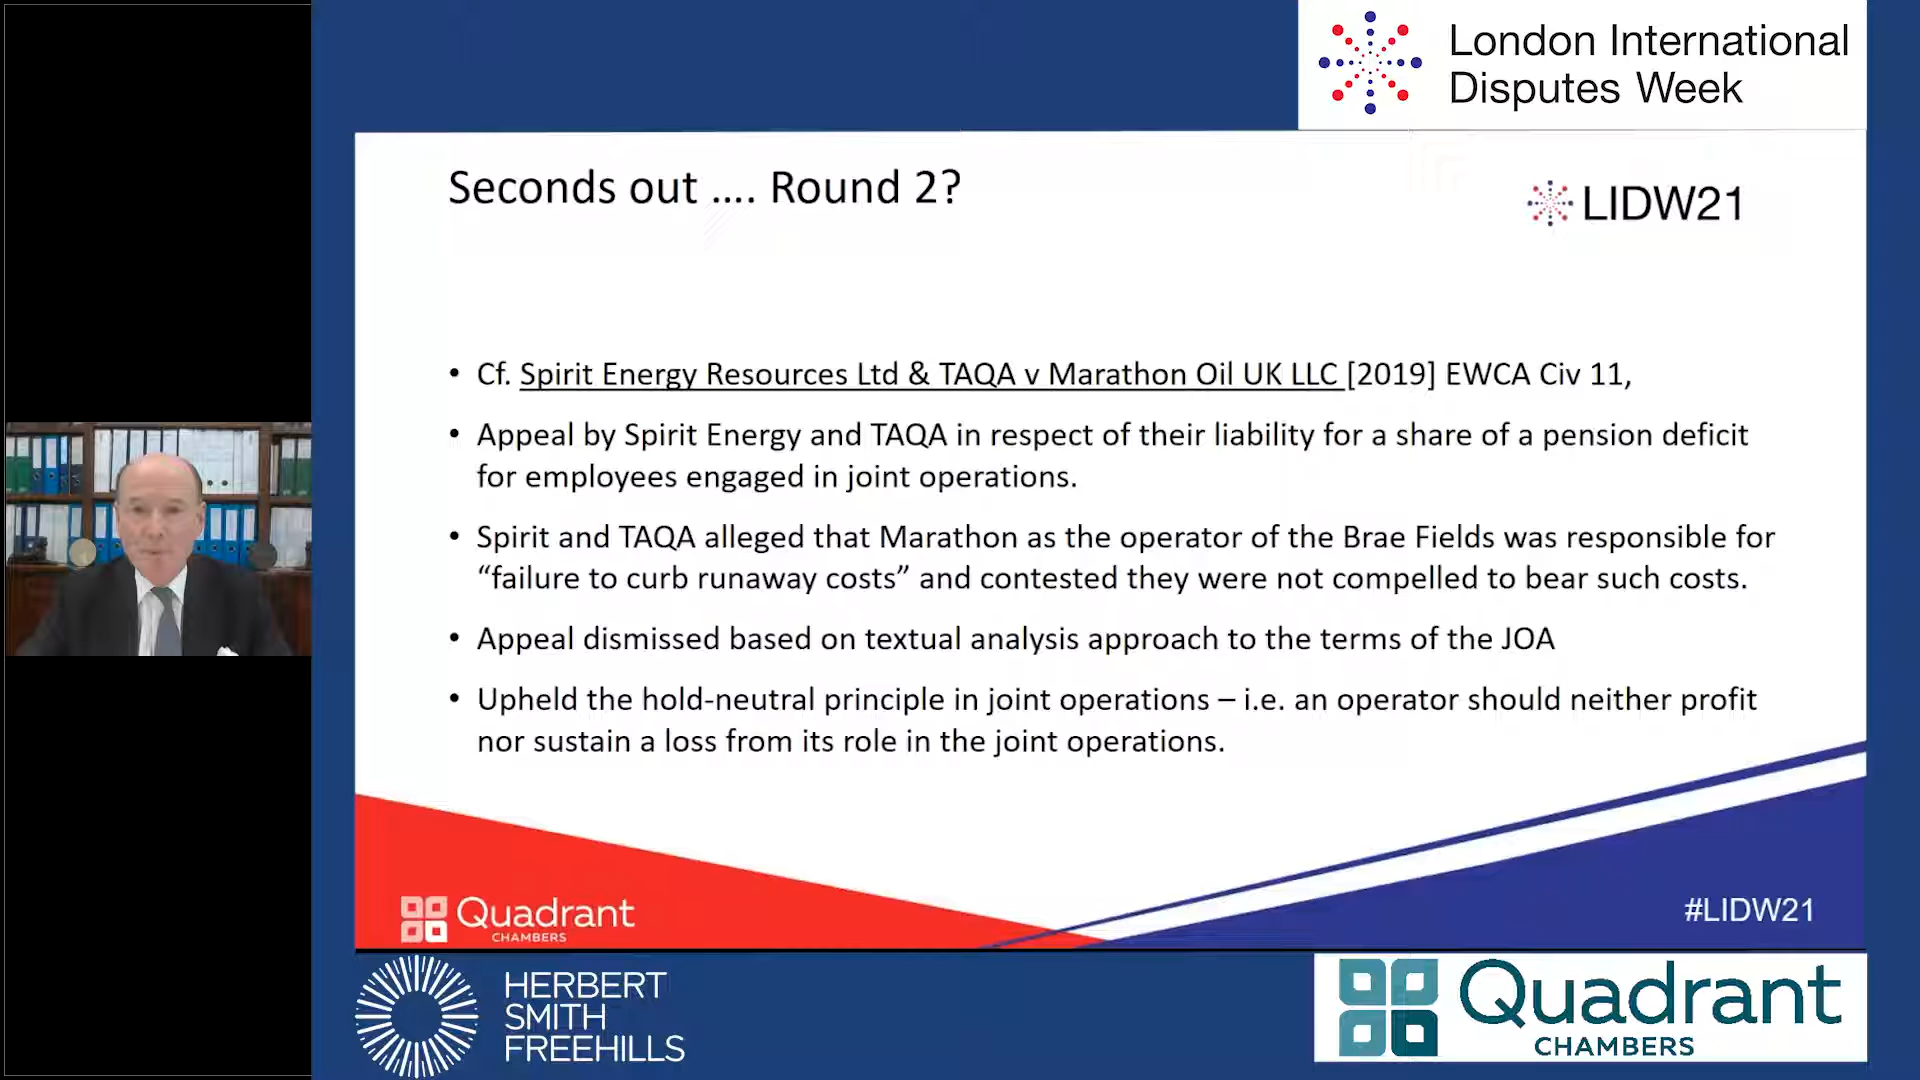 London International
Disputes Week
Seconds out .... Round 2?
LIDW21
• Cf. Spirit Energy Resources Ltd & TAQA v Marathon Oil UK LLC [2019] EWCA Civ 11,
• Appeal by Spirit Energy and TAQA in respect of their liability for a share of a pension deficit
for employees engaged in joint operations.
• Spirit and TAQA alleged that Marathon as the operator of the Brae Fields was responsible for
“failure to curb runaway costs” and contested they were not compelled to bear such costs.
• Appeal dismissed based on textual analysis approach to the terms of the JOA
• Upheld the hold-neutral principle in joint operations – i.e. an operator should neither profit
nor sustain a loss from its role in the joint operations.
Quadrant
CHAMBERS
#LIDW21
HERBERT
SMITH
FREEHILLS
Quadrant
CHAMBERS